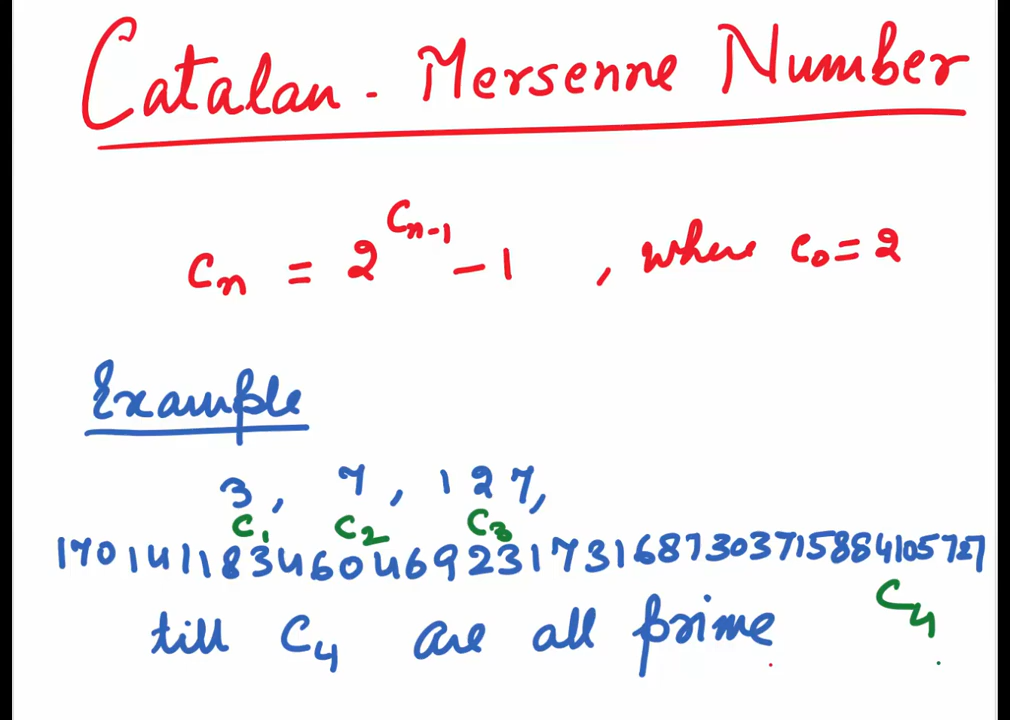 Catalan - Mersenne Number
Cn = 2^(Cn-1) - 1 , where C0 = 2
Example
3, 7, 127,
C1 C2 C3
170141183460469231731687303715884105727
C4
till C4 are all prime